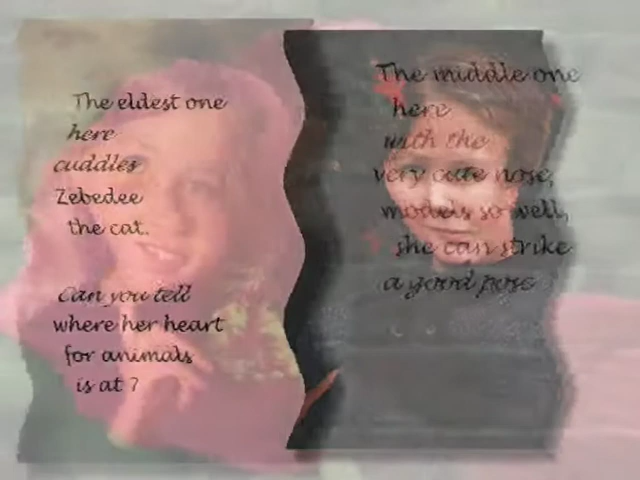 The eldest one
here
cuddles
Zebedee
the cat.
Can you tell
where her heart
for animals
is at ?
The middle one
here
with the
very cute nose,
models so well,
she can strike
a good pose